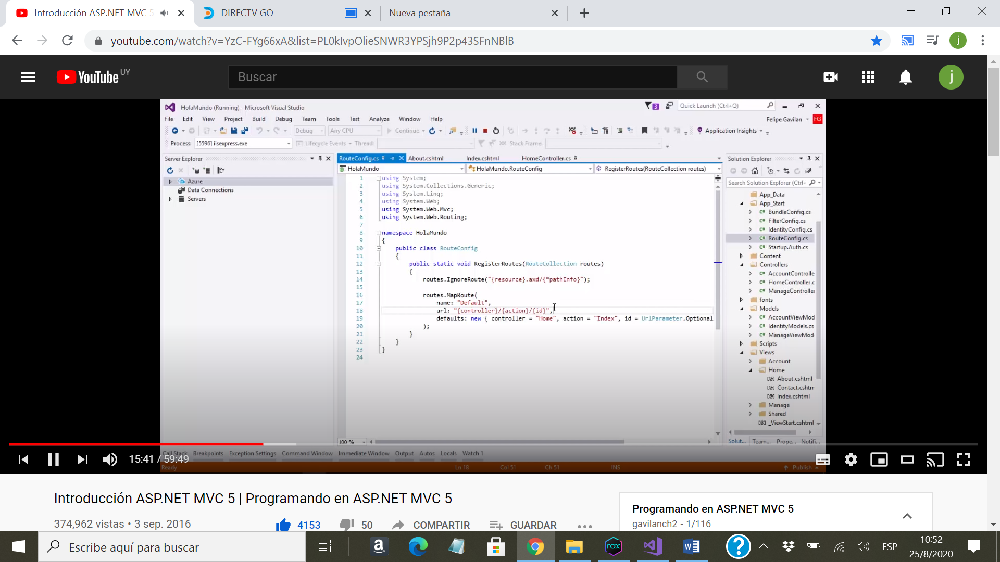 Introducción ASP.NET MVC 5
DIRECTV GO
Nueva pestaña
youtube.com/watch?v=YzC-FYg66xA&list=PL0kIvpOlieSNWR3YPSjh9P2p43SFnNBlB
j
YouTube UY
Buscar
j
HolaMundo (Running) - Microsoft Visual Studio
3
Quick Launch (Ctrl+Q)
File Edit View Project Build Debug Team Tools Test Analyze Window Help
Felipe Gavilan FG
Debug Any CPU Continue Application Insights
Process: [5596] iisexpress.exe Lifecycle Events Thread: Stack Frame:
Server Explorer
Azure
Data Connections
Servers
RouteConfig.cs About.cshtml Index.cshtml HomeController.cs
HolaMundo HolaMundo.RouteConfig RegisterRoutes(RouteCollection routes)
1 using System;
2 using System.Collections.Generic;
3 using System.Linq;
4 using System.Web;
5 using System.Web.Mvc;
6 using System.Web.Routing;
7
8 namespace HolaMundo
9 {
10 public class RouteConfig
11 {
12 public static void RegisterRoutes(RouteCollection routes)
13 {
14 routes.IgnoreRoute("{resource}.axd/{*pathInfo}");
15
16 routes.MapRoute(
17 name: "Default",
18 url: "{controller}/{action}/{id}",
19 defaults: new { controller = "Home", action = "Index", id = UrlParameter.Optional
20 );
21 }
22 }
23 }
24
100 %
Solution Explorer
Search Solution Explorer (Ctrl+
App_Data
App_Start
C# BundleConfig.cs
C# FilterConfig.cs
C# IdentityConfig.cs
C# RouteConfig.cs
C# Startup.Auth.cs
Content
Controllers
C# AccountControlle
C# HomeController.c
C# ManageController
fonts
Models
C# AccountViewMod
C# IdentityModels.cs
C# ManageViewMod
Scripts
Views
Account
Home
[@] About.cshtml
[@] Contact.cshtm
[@] Index.cshtml
Manage
Shared
[@] _ViewStart.cshtml
Solut... Team... Prope... Notifi...
Call Stack Breakpoints Exception Settings Command Window Immediate Window Output Autos Locals Watch 1
15:41 / 59:49
Ready Ln 18 Col 51 Ch 51 INS Publish
Introducción ASP.NET MVC 5 | Programando en ASP.NET MVC 5
374,962 vistas • 3 sep. 2016
4153 50 COMPARTIR GUARDAR
Programando en ASP.NET MVC 5
gavilanch2 - 1/116
Escribe aquí para buscar
a
nox
W
?
ESP
10:52
25/8/2020